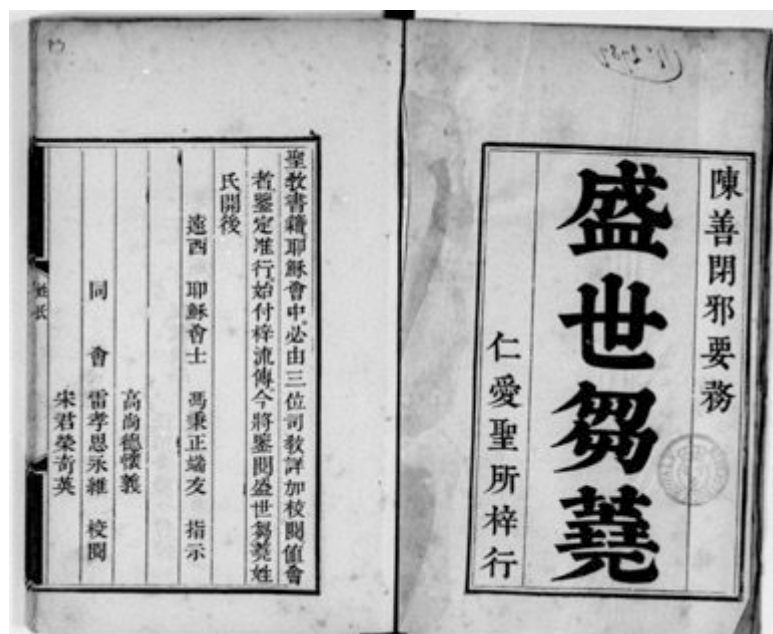 陳善閉邪要務
盛世芻蕘
仁愛聖所梓行
聖教書籍耶穌會中必由三位司教詳加校閱值會
者鑒定准行始付梓流傳今將鑒閱盛世芻蕘姓
氏開後
遠西 耶穌會士 馮秉正端友 指示
高尚德懷義
同 會 雷孝思永維 校閱
宋君榮奇英
姓氏